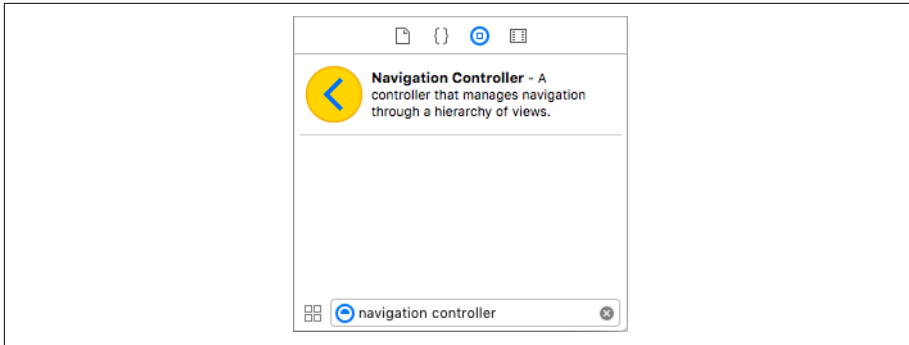 Navigation Controller - A
controller that manages navigation
through a hierarchy of views.
navigation controller